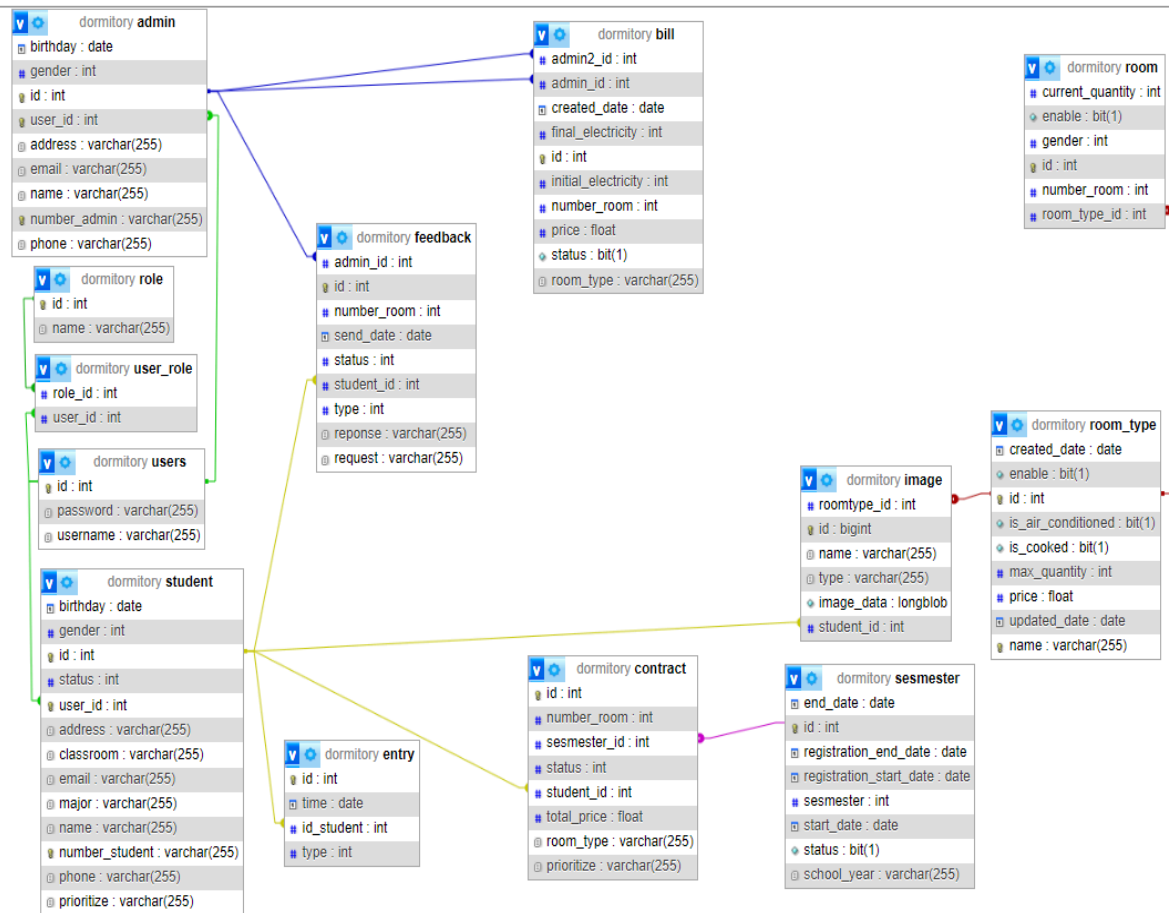 dormitory admin
birthday : date
gender : int
id : int
user_id : int
address : varchar(255)
email : varchar(255)
name : varchar(255)
number_admin : varchar(255)
phone : varchar(255)
dormitory role
id : int
name : varchar(255)
dormitory user_role
role_id : int
user_id : int
dormitory users
id : int
password : varchar(255)
username : varchar(255)
dormitory student
birthday : date
gender : int
id : int
status : int
user_id : int
address : varchar(255)
classroom : varchar(255)
email : varchar(255)
major : varchar(255)
name : varchar(255)
number_student : varchar(255)
phone : varchar(255)
prioritize : varchar(255)
dormitory feedback
admin_id : int
id : int
number_room : int
send_date : date
status : int
student_id : int
type : int
reponse : varchar(255)
request : varchar(255)
dormitory entry
id : int
time : date
id_student : int
type : int
dormitory bill
admin2_id : int
admin_id : int
created_date : date
final_electricity : int
id : int
initial_electricity : int
number_room : int
price : float
status : bit(1)
room_type : varchar(255)
dormitory contract
id : int
number_room : int
sesmester_id : int
status : int
student_id : int
total_price : float
room_type : varchar(255)
prioritize : varchar(255)
dormitory image
roomtype_id : int
id : bigint
name : varchar(255)
type : varchar(255)
image_data : longblob
student_id : int
dormitory sesmester
end_date : date
id : int
registration_end_date : date
registration_start_date : date
sesmester : int
start_date : date
status : bit(1)
school_year : varchar(255)
dormitory room
current_quantity : int
enable : bit(1)
gender : int
id : int
number_room : int
room_type_id : int
dormitory room_type
created_date : date
enable : bit(1)
id : int
is_air_conditioned : bit(1)
is_cooked : bit(1)
max_quantity : int
price : float
updated_date : date
name : varchar(255)